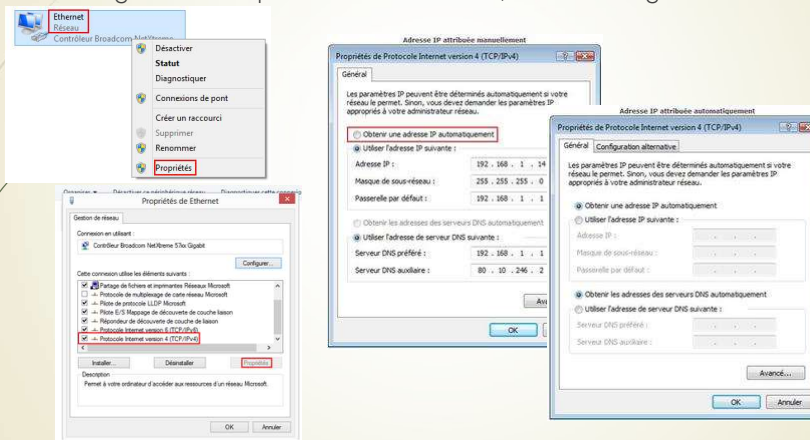 Ethernet
Réseau
Contrôleur Broadcom NetXtreme
Désactiver
Statut
Diagnostiquer
Connexions de pont
Créer un raccourci
Supprimer
Renommer
Propriétés
Propriétés de Ethernet
Gestion de réseau
Connexion en utilisant :
Contrôleur Broadcom NetXtreme 57xx Gigabit
Configurer...
Cette connexion utilise les éléments suivants :
Partage de fichiers et imprimantes Réseaux Microsoft
Protocole de multiplexage de carte réseau Microsoft
Pilote de protocole LLDP Microsoft
Pilote E/S Mappage de découverte de couche liaison
Répondeur de découverte de couche de liaison
Protocole Internet version 6 (TCP/IPv6)
Protocole Internet version 4 (TCP/IPv4)
Installer...
Désinstaller
Propriétés
Description
Permet à votre ordinateur d'accéder aux ressources d'un réseau Microsoft.
OK
Annuler
Adresse IP attribuée manuellement
Propriétés de Protocole Internet version 4 (TCP/IPv4)
Général
Les paramètres IP peuvent être déterminés automatiquement si votre
réseau le permet. Sinon, vous devez demander les paramètres IP
appropriés à votre administrateur réseau.
Obtenir une adresse IP automatiquement
Utiliser l'adresse IP suivante :
Adresse IP : 192 . 168 . 1 . 14
Masque de sous-réseau : 255 . 255 . 255 . 0
Passerelle par défaut : 192 . 168 . 1 . 1
Obtenir les adresses des serveurs DNS automatiquement
Utiliser l'adresse de serveur DNS suivante :
Serveur DNS préféré : 192 . 168 . 1 . 1
Serveur DNS auxiliaire : 80 . 10 . 246 . 2
OK
Adresse IP attribuée automatiquement
Propriétés de Protocole Internet version 4 (TCP/IPv4)
Général
Configuration alternative
Les paramètres IP peuvent être déterminés automatiquement si votre
réseau le permet. Sinon, vous devez demander les paramètres IP
appropriés à votre administrateur réseau.
Obtenir une adresse IP automatiquement
Utiliser l'adresse IP suivante :
Adresse IP :
Masque de sous-réseau :
Passerelle par défaut :
Obtenir les adresses des serveurs DNS automatiquement
Utiliser l'adresse de serveur DNS suivante :
Serveur DNS préféré :
Serveur DNS auxiliaire :
Avancé...
OK
Annuler